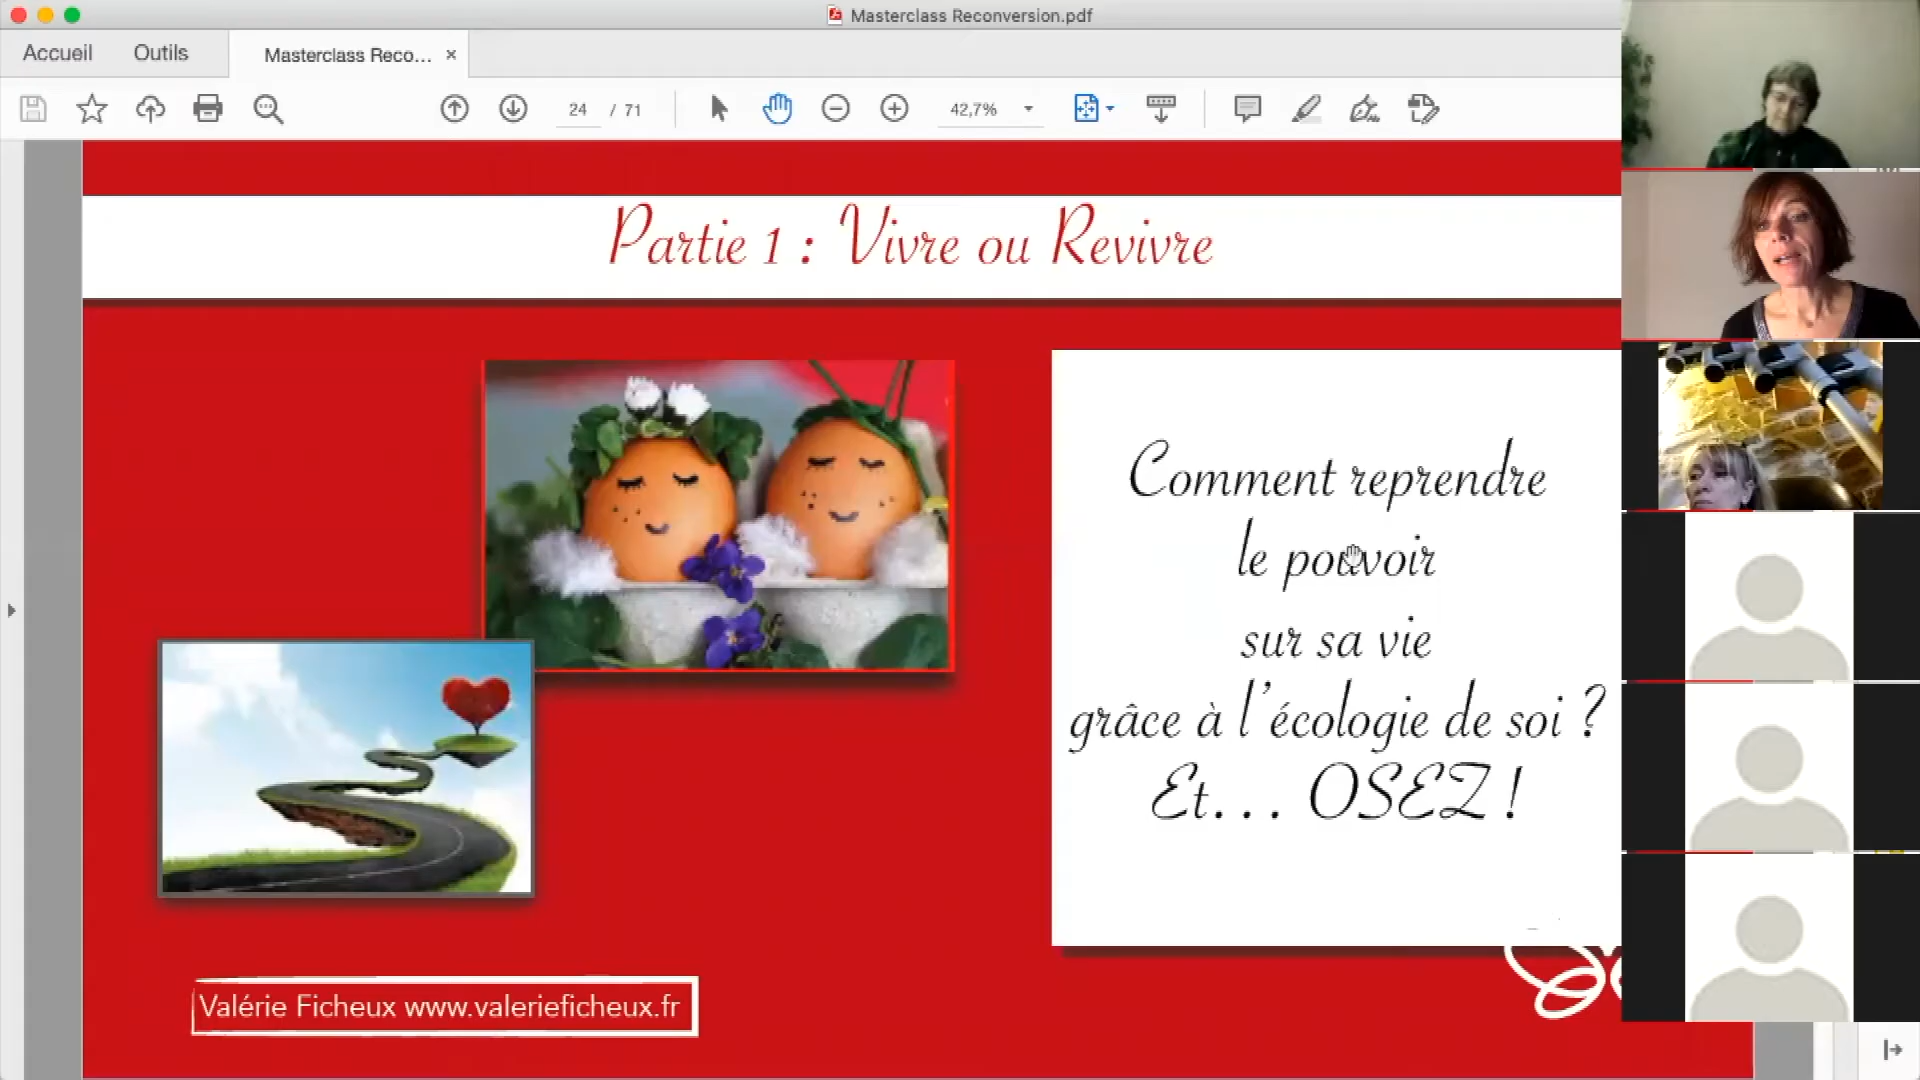 Masterclass Reconversion.pdf
Accueil
Outils
Masterclass Reco...
24 / 71
42,7%
Partie 1 : Vivre ou Revivre
Comment reprendre
le pouvoir
sur sa vie
grâce à l'écologie de soi ?
Et... OSEZ !
Valérie Ficheux www.valerieficheux.fr